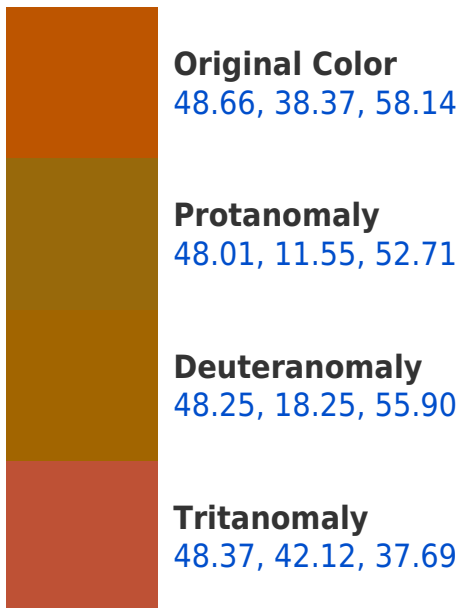 Original Color
48.66, 38.37, 58.14
Protanomaly
48.01, 11.55, 52.71
Deuteranomaly
48.25, 18.25, 55.90
Tritanomaly
48.37, 42.12, 37.69